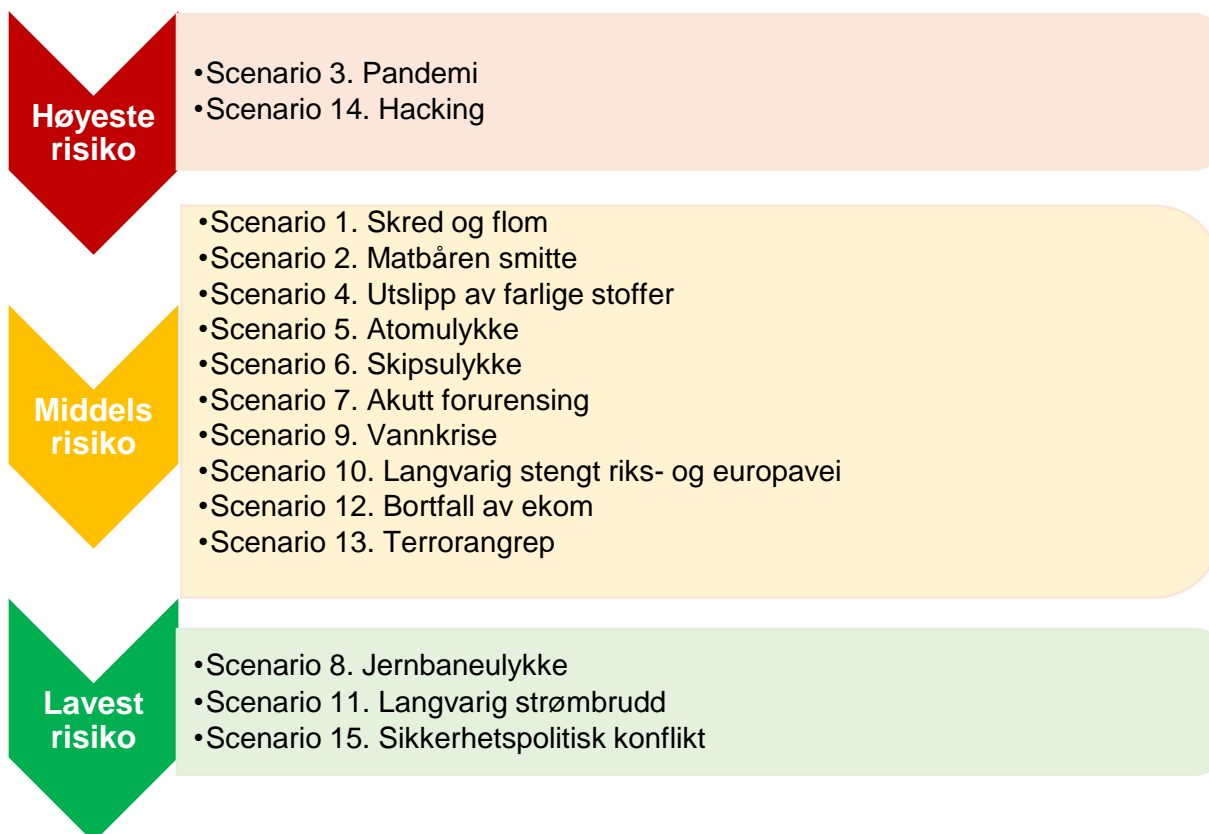 Høyeste
risiko
•Scenario 3. Pandemi
•Scenario 14. Hacking
Middels
risiko
•Scenario 1. Skred og flom
•Scenario 2. Matbåren smitte
•Scenario 4. Utslipp av farlige stoffer
•Scenario 5. Atomulykke
•Scenario 6. Skipsulykke
•Scenario 7. Akutt forurensing
•Scenario 9. Vannkrise
•Scenario 10. Langvarig stengt riks- og europavei
•Scenario 12. Bortfall av ekom
•Scenario 13. Terrorangrep
Lavest
risiko
•Scenario 8. Jernbaneulykke
•Scenario 11. Langvarig strømbrudd
•Scenario 15. Sikkerhetspolitisk konflikt